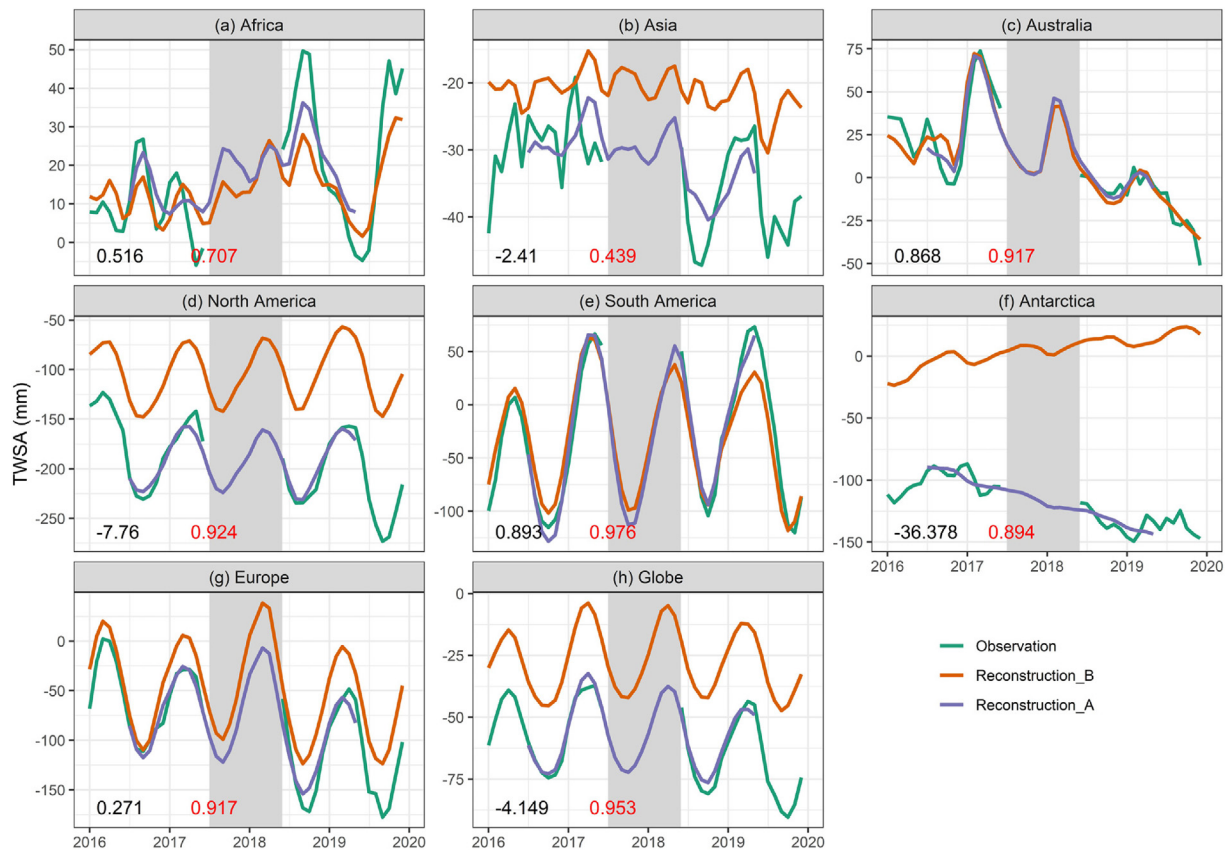 (a) Africa
50
40
30
20
10
0
0.516 0.707
(b) Asia
-20
-30
-40
-2.41 0.439
(c) Australia
75
50
25
0
-25
-50
0.868 0.917
(d) North America
-50
-100
-150
-200
-250
-7.76 0.924
(e) South America
50
0
-50
-100
0.893 0.976
(f) Antarctica
0
-50
-100
-150
-36.378 0.894
2016 2017 2018 2019 2020
TWSA (mm)
(g) Europe
0
-50
-100
-150
0.271 0.917
2016 2017 2018 2019 2020
(h) Globe
0
-25
-50
-75
-4.149 0.953
2016 2017 2018 2019 2020
Observation
Reconstruction_B
Reconstruction_A